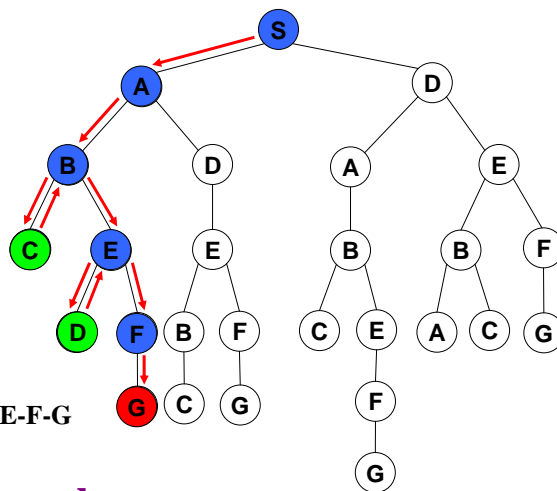 S
A D
B D A E
C E E B B F
D F B F C E A C G
E-F-G G C G F
G